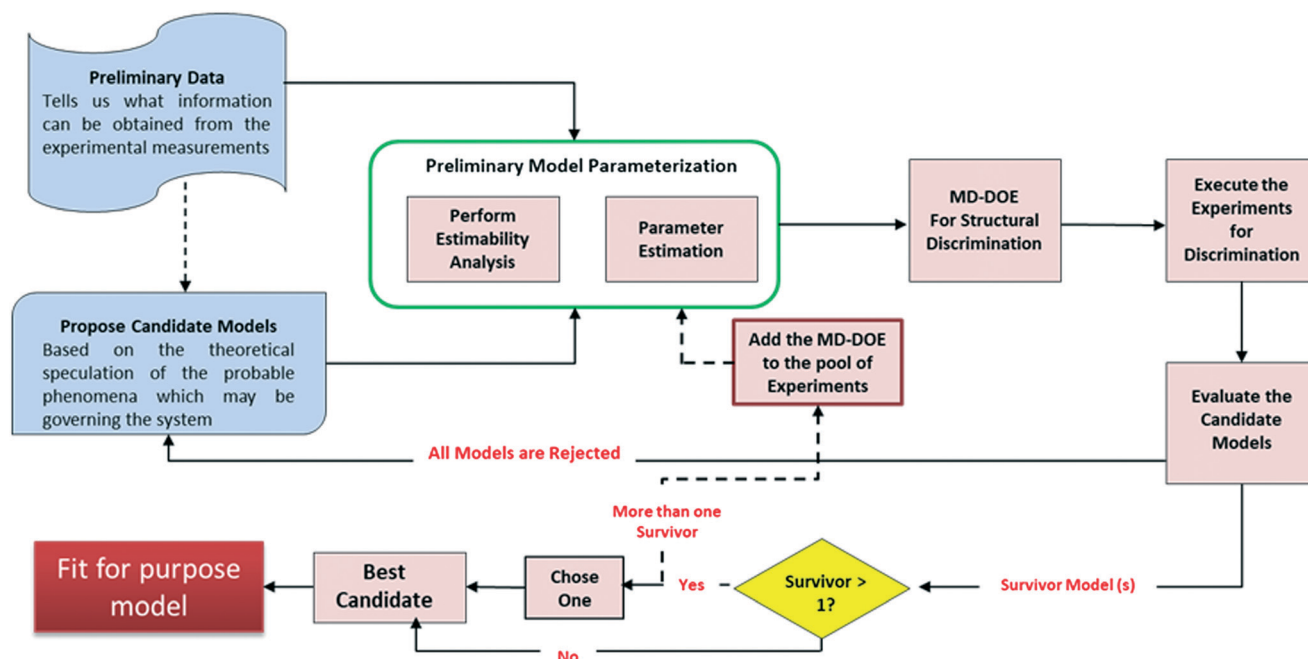 Preliminary Data
Tells us what information
can be obtained from the
experimental measurements
Preliminary Model Parameterization
Perform
Estimability
Analysis
Parameter
Estimation
MD-DOE
For Structural
Discrimination
Execute the
Experiments
for
Discrimination
Propose Candidate Models
Based on the theoretical
speculation of the probable
phenomena which may be
governing the system
Add the MD-DOE
to the pool of
Experiments
Evaluate the
Candidate
Models
All Models are Rejected
More than one
Survivor
Fit for purpose
model
Best
Candidate
Chose
One
Yes
Survivor >
1?
Survivor Model (s)
No